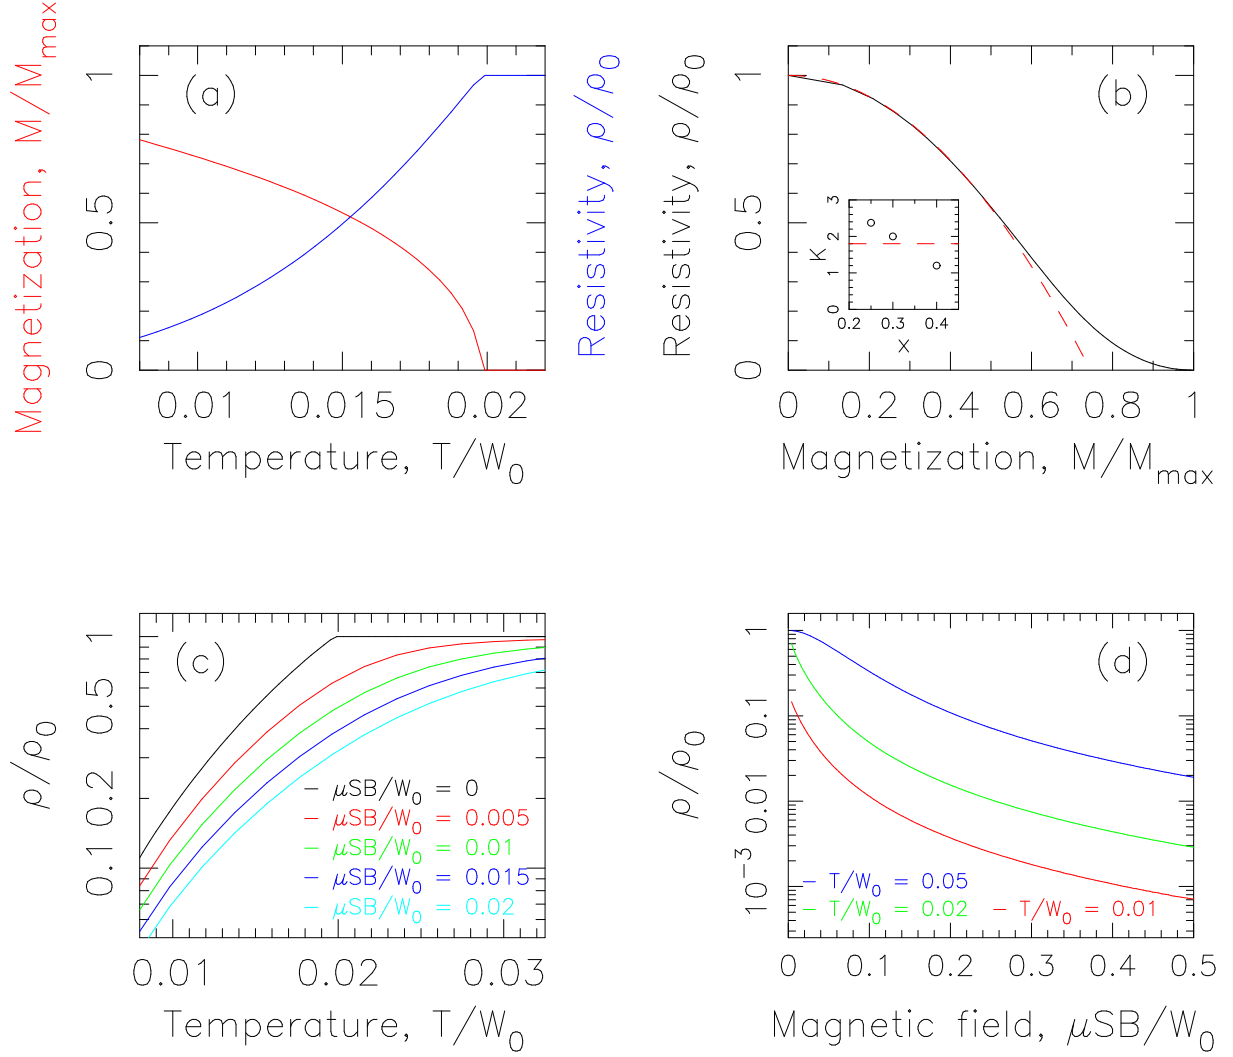 Magnetization, M/M_max
1
0.5
0
(a)
0.01 0.015 0.02
Temperature, T/W_0
Resistivity, ρ/ρ_0
Resistivity, ρ/ρ_0
1
0.5
0
(b)
K
3
2
1
0
0.2 0.3 0.4
x
0 0.2 0.4 0.6 0.8 1
Magnetization, M/M_max
ρ/ρ_0
1
0.5
0.2
0.1
(c)
− μSB/W_0 = 0
− μSB/W_0 = 0.005
− μSB/W_0 = 0.01
− μSB/W_0 = 0.015
− μSB/W_0 = 0.02
0.01 0.02 0.03
Temperature, T/W_0
ρ/ρ_0
1
0.1
0.01
10^−3
(d)
− T/W_0 = 0.05
− T/W_0 = 0.02 − T/W_0 = 0.01
0 0.1 0.2 0.3 0.4 0.5
Magnetic field, μSB/W_0